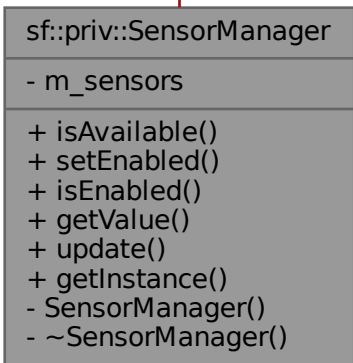 sf::priv::SensorManager
- m_sensors
+ isAvailable()
+ setEnabled()
+ isEnabled()
+ getValue()
+ update()
+ getInstance()
- SensorManager()
- ~SensorManager()